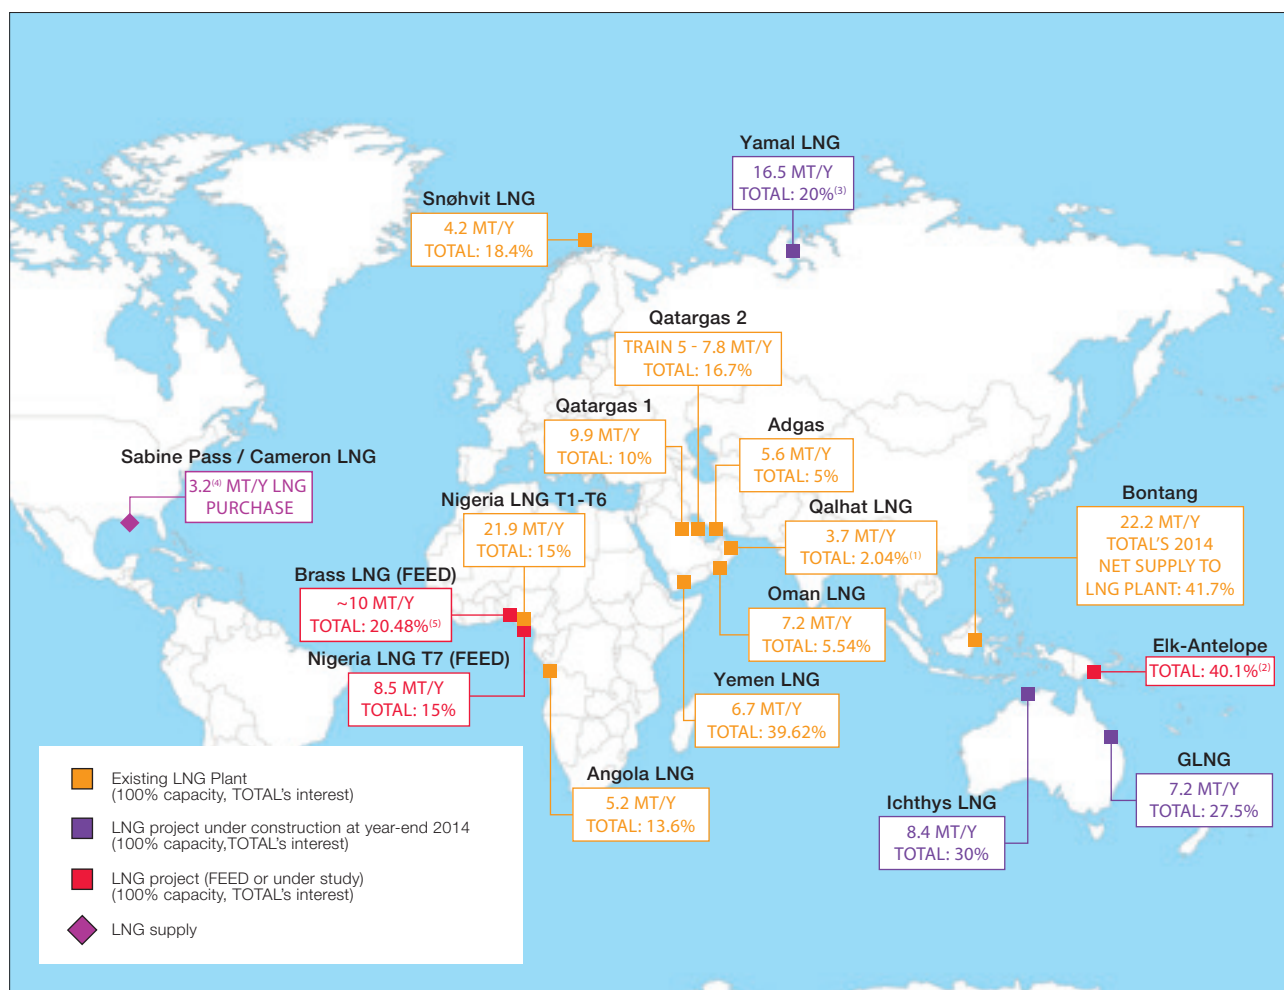 Yamal LNG
16.5 MT/Y
TOTAL: 20%(3)
Snøhvit LNG
4.2 MT/Y
TOTAL: 18.4%
Qatargas 2
TRAIN 5 - 7.8 MT/Y
TOTAL: 16.7%
Qatargas 1
9.9 MT/Y
TOTAL: 10%
Adgas
5.6 MT/Y
TOTAL: 5%
Sabine Pass / Cameron LNG
3.2(4) MT/Y LNG
PURCHASE
Nigeria LNG T1-T6
21.9 MT/Y
TOTAL: 15%
Qalhat LNG
3.7 MT/Y
TOTAL: 2.04%(1)
Bontang
22.2 MT/Y
TOTAL'S 2014
NET SUPPLY TO
LNG PLANT: 41.7%
Brass LNG (FEED)
~10 MT/Y
TOTAL: 20.48%(5)
Oman LNG
7.2 MT/Y
TOTAL: 5.54%
Nigeria LNG T7 (FEED)
8.5 MT/Y
TOTAL: 15%
Elk-Antelope
TOTAL: 40.1%(2)
Yemen LNG
6.7 MT/Y
TOTAL: 39.62%
Angola LNG
5.2 MT/Y
TOTAL: 13.6%
GLNG
7.2 MT/Y
TOTAL: 27.5%
Ichthys LNG
8.4 MT/Y
TOTAL: 30%
Existing LNG Plant
(100% capacity, TOTAL's interest)
LNG project under construction at year-end 2014
(100% capacity,TOTAL's interest)
LNG project (FEED or under study)
(100% capacity, TOTAL's interest)
LNG supply